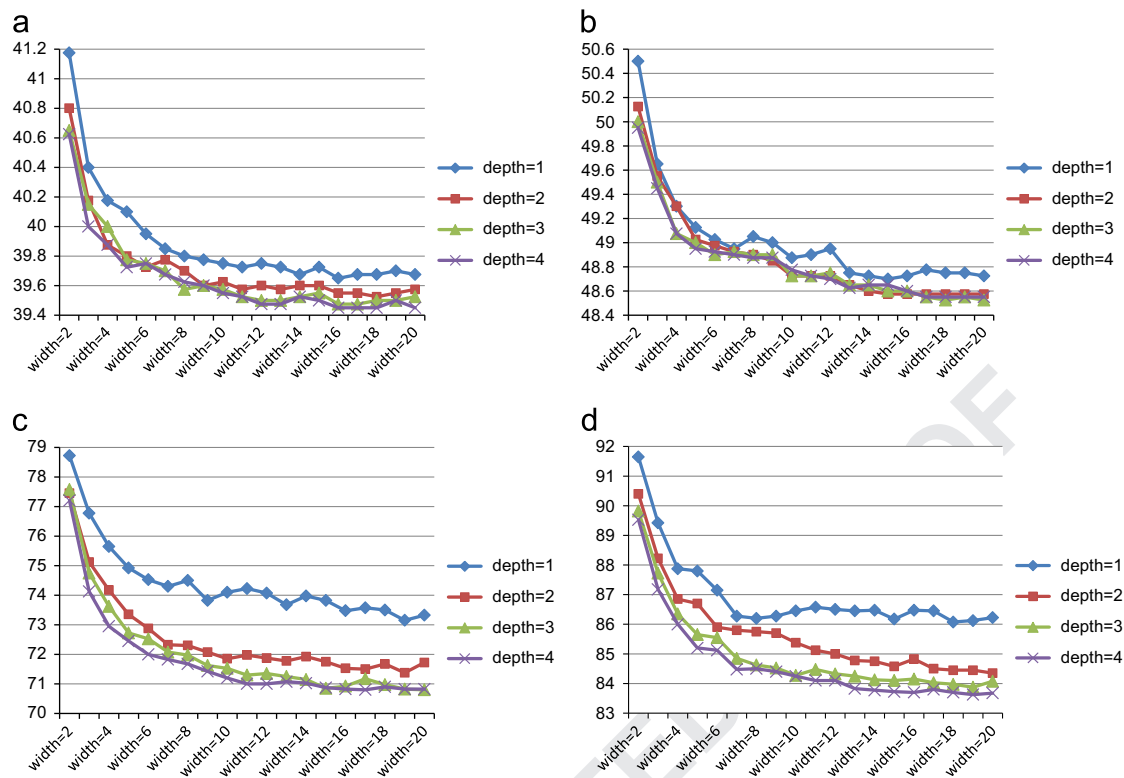 a
41.2
41
40.8
40.6
40.4
40.2
40
39.8
39.6
39.4
width=2
width=4
width=6
width=8
width=10
width=12
width=14
width=16
width=18
width=20
depth=1
depth=2
depth=3
depth=4
b
50.6
50.4
50.2
50
49.8
49.6
49.4
49.2
49
48.8
48.6
48.4
width=2
width=4
width=6
width=8
width=10
width=12
width=14
width=16
width=18
width=20
depth=1
depth=2
depth=3
depth=4
c
79
78
77
76
75
74
73
72
71
70
width=2
width=4
width=6
width=8
width=10
width=12
width=14
width=16
width=18
width=20
depth=1
depth=2
depth=3
depth=4
d
92
91
90
89
88
87
86
85
84
83
width=2
width=4
width=6
width=8
width=10
width=12
width=14
width=16
width=18
width=20
depth=1
depth=2
depth=3
depth=4